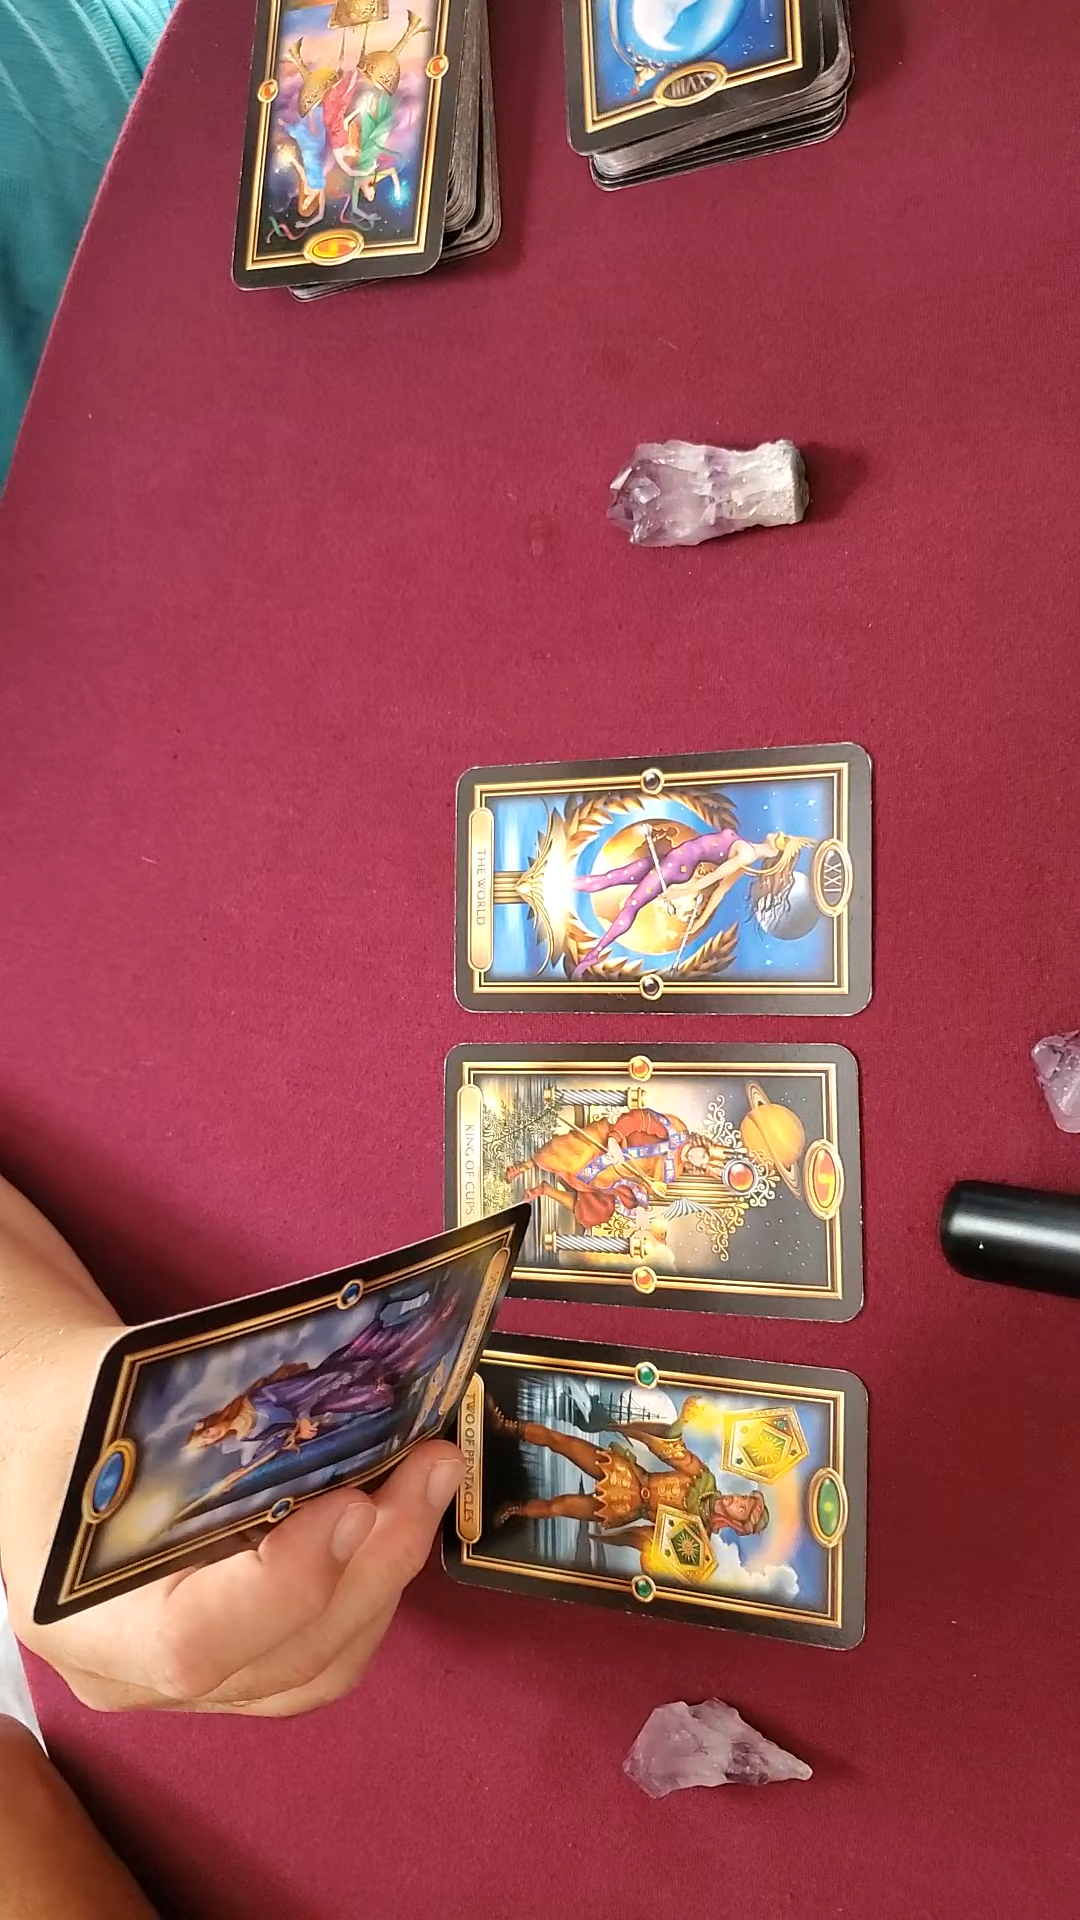 XVIII
XXI
THE WORLD
KING OF CUPS
TWO OF PENTACLES